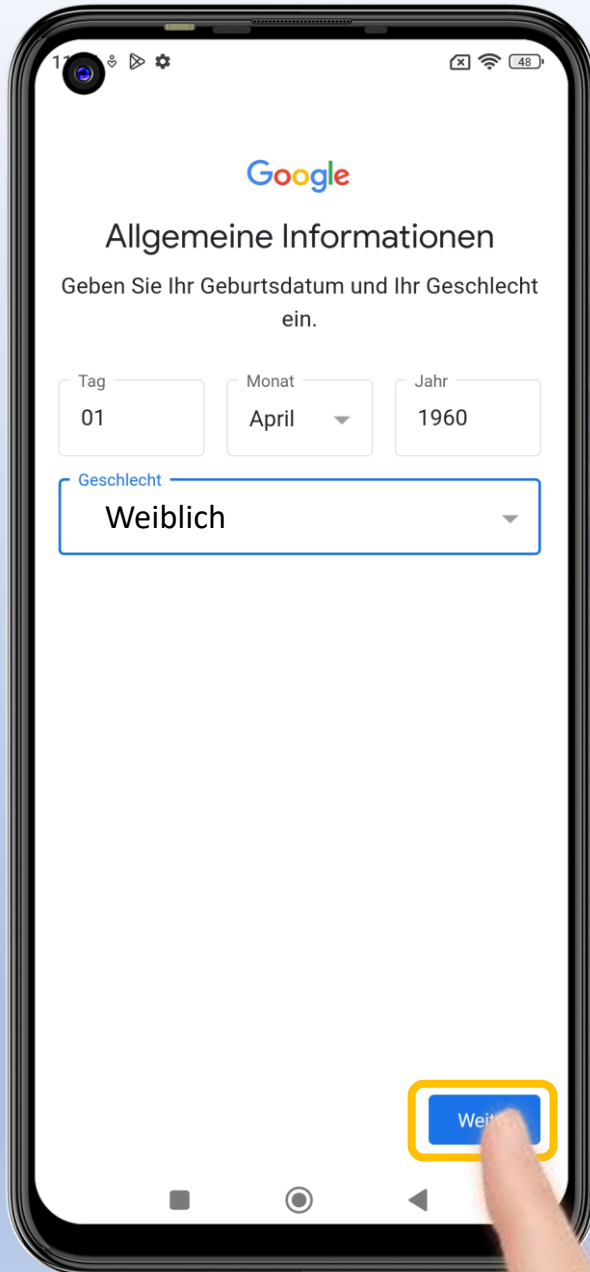 48
Google
Allgemeine Informationen
Geben Sie Ihr Geburtsdatum und Ihr Geschlecht
ein.
Tag
Monat
Jahr
01
April
1960
Geschlecht
Weiblich